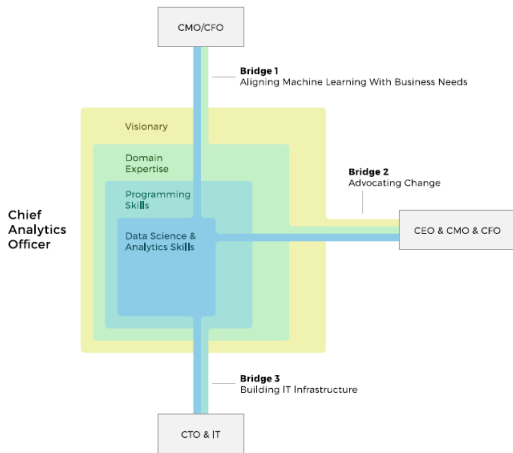 CMO/CFO
Bridge 1
Aligning Machine Learning With Business Needs
Visionary
Domain
Expertise
Bridge 2
Advocating Change
Programming
Skills
Chief
Analytics
Officer
Data Science &
Analytics Skills
CEO & CMO & CFO
Bridge 3
Building IT Infrastructure
CTO & IT